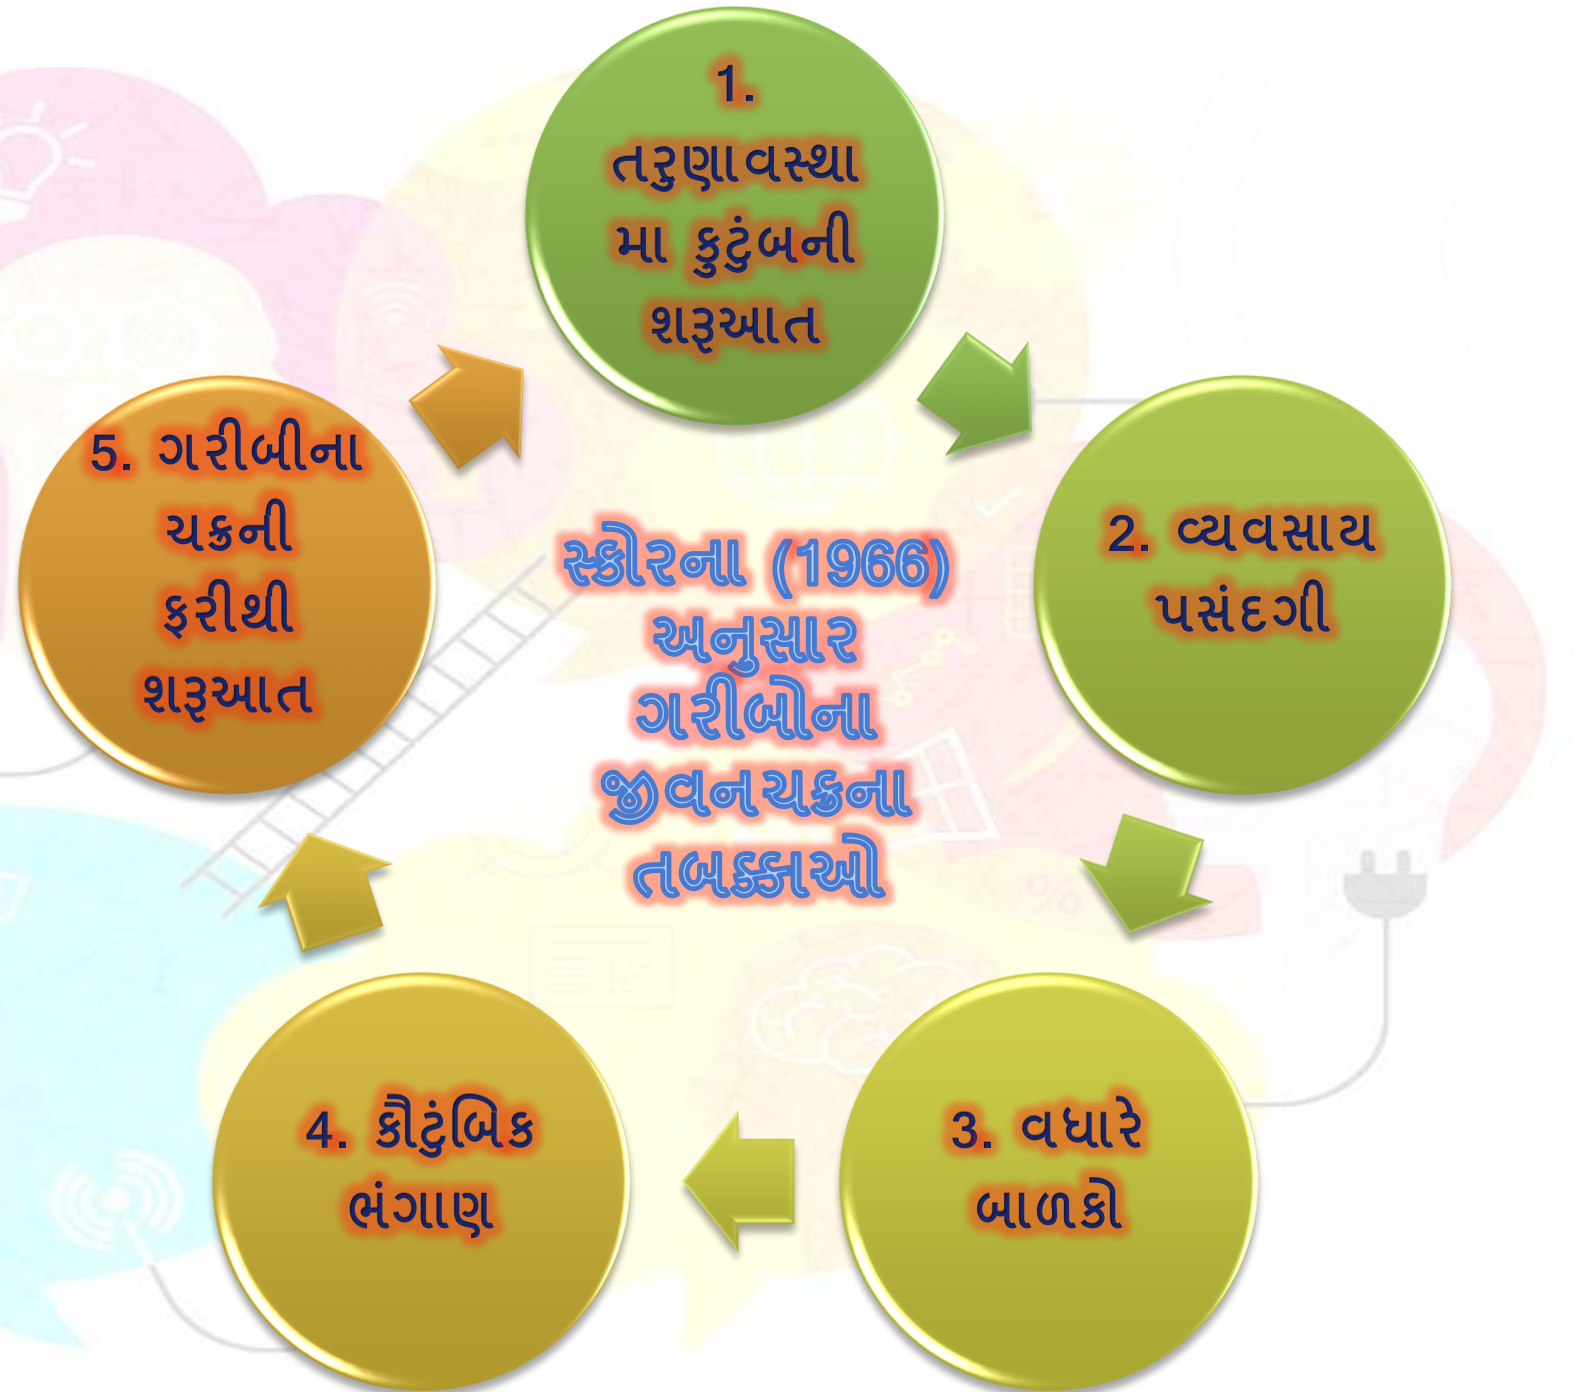 1.
તરુણાવસ્થા
મા કુટુંબની
શરૂઆત
2. વ્યવસાય
પસંદગી
3. વધારે
બાળકો
4. કૌટુંબિક
ભંગાણ
5. ગરીબીના
ચક્રની
ફરીથી
શરૂઆત
સ્કોરના (1966)
અનુસાર
ગરીબોના
જીવનચક્રના
તબક્કાઓ
%